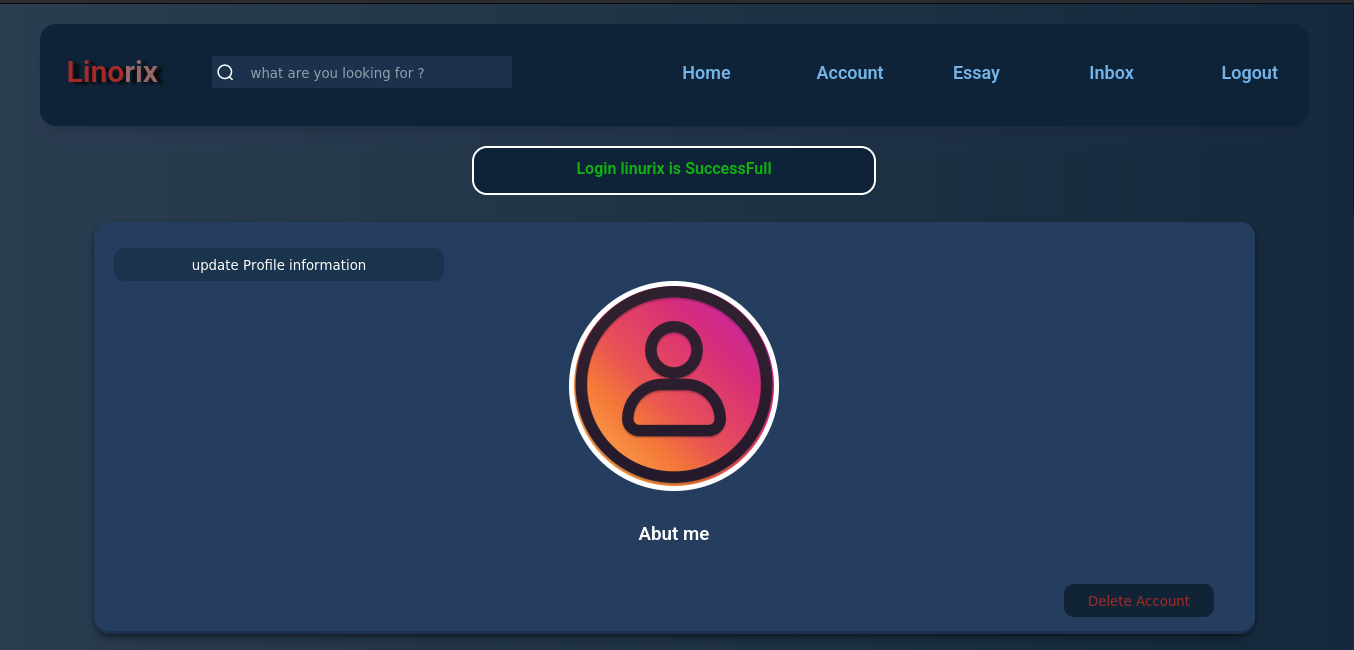 Linorix
what are you looking for ?
Home
Account
Essay
Inbox
Logout
Login linurix is SuccessFull
update Profile information
Abut me
Delete Account